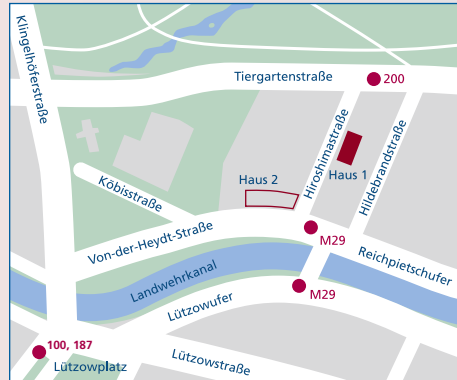 Klingelhöferstraße
Tiergartenstraße
200
Hiroshimastraße
Hildebrandstraße
Haus 1
Haus 2
Köbisstraße
Von-der-Heydt-Straße
M29
Reichpietschufer
Landwehrkanal
M29
Lützowufer
100, 187
Lützowplatz
Lützowstraße